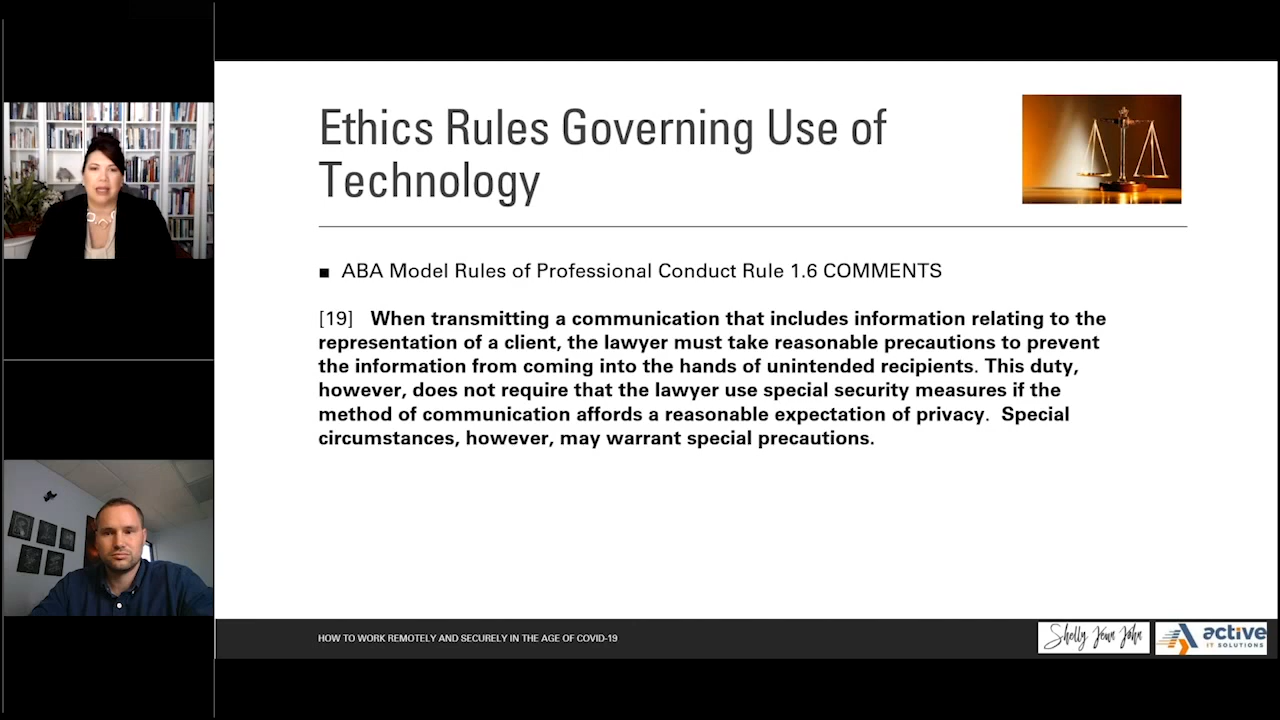 Ethics Rules Governing Use of
Technology
■ ABA Model Rules of Professional Conduct Rule 1.6 COMMENTS
[19] When transmitting a communication that includes information relating to the
representation of a client, the lawyer must take reasonable precautions to prevent
the information from coming into the hands of unintended recipients. This duty,
however, does not require that the lawyer use special security measures if the
method of communication affords a reasonable expectation of privacy. Special
circumstances, however, may warrant special precautions.
HOW TO WORK REMOTELY AND SECURELY IN THE AGE OF COVID-19
Shelly John
active
IT SOLUTIONS